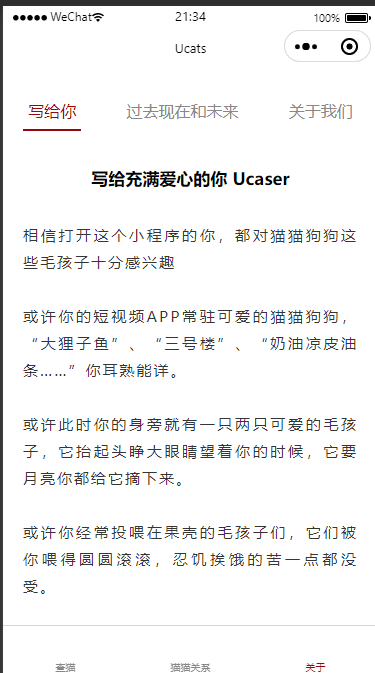 ●●●●● WeChat
21:34
100%
Ucats
写给你
过去现在和未来
关于我们
写给充满爱心的你 Ucaser
相信打开这个小程序的你，都对猫猫狗狗这
些毛孩子十分感兴趣
或许你的短视频APP常驻可爱的猫猫狗狗，
“大狸子鱼”、“三号楼”、“奶油凉皮油
条……”你耳熟能详。
或许此时你的身旁就有一只两只可爱的毛孩
子，它抬起头睁大眼睛望着你的时候，它要
月亮你都给它摘下来。
或许你经常投喂在果壳的毛孩子们，它们被
你喂得圆圆滚滚，忍饥挨饿的苦一点都没
受。
查猫
猫猫关系
关于